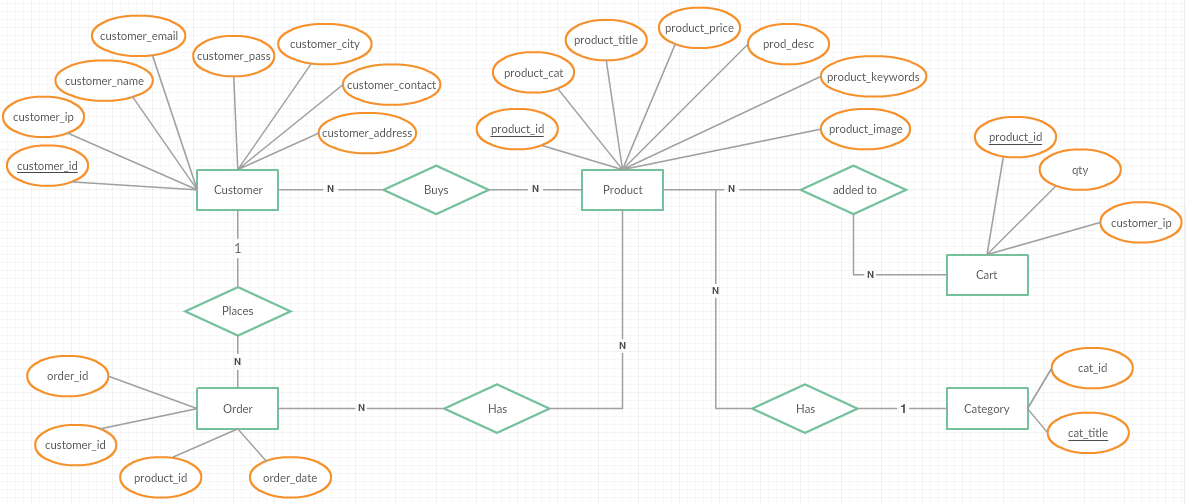 customer_email
customer_pass
customer_city
customer_name
customer_contact
customer_ip
customer_address
customer_id
product_title
product_price
prod_desc
product_cat
product_keywords
product_id
product_image
product_id
qty
customer_ip
Customer
N
Buys
N
Product
N
added to
N
Cart
1
Places
N
N
N
order_id
customer_id
product_id
order_date
Order
N
Has
Has
1
Category
cat_id
cat_title